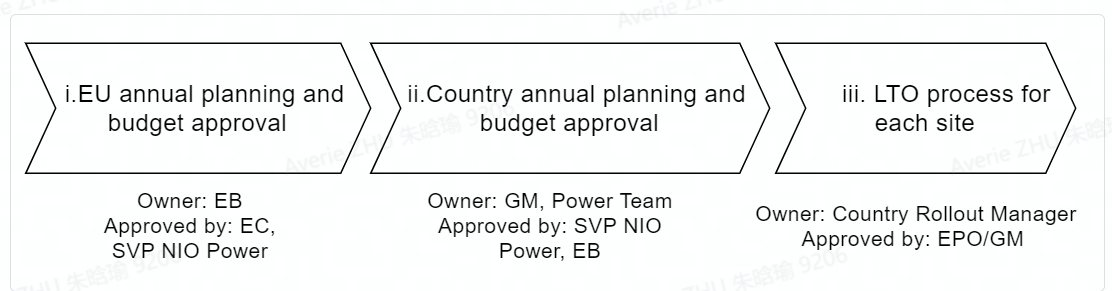 i.EU annual planning and
budget approval
ii.Country annual planning and
budget approval
iii. LTO process for
each site
Owner: EB
Approved by: EC,
SVP NIO Power
Owner: GM, Power Team
Approved by: SVP NIO
Power, EB
Owner: Country Rollout Manager
Approved by: EPO/GM
Averie ZHU 朱晗瑜 9206